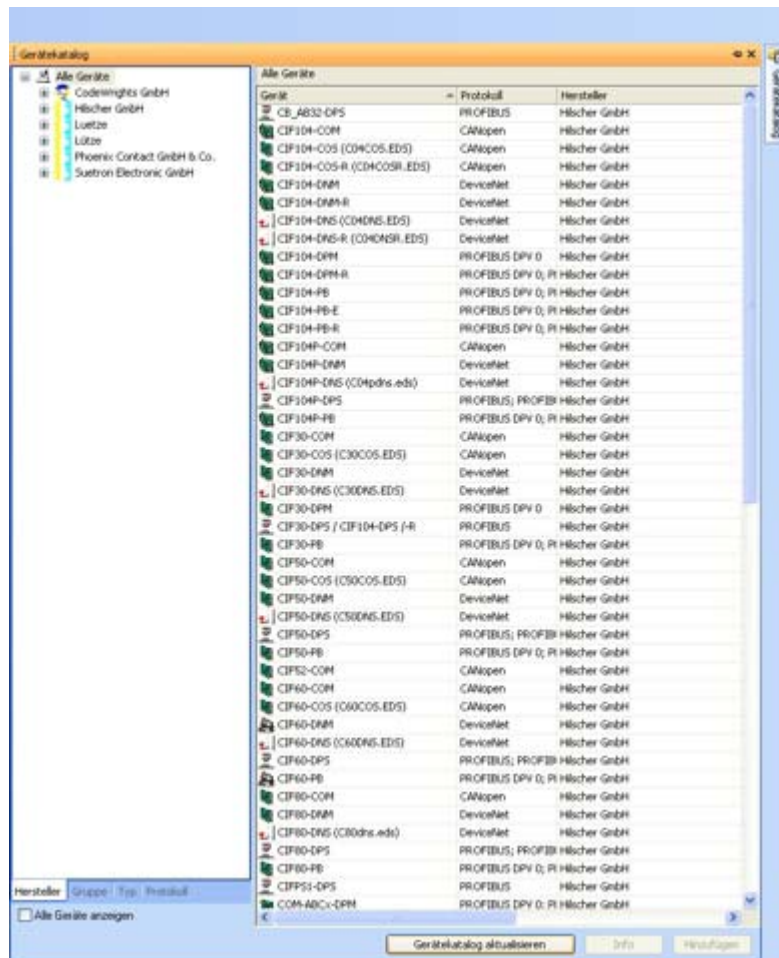 Gerätekatalog
Alle Geräte
CodeWrights GmbH
Hilscher GmbH
Luetze
Lütze
Phoenix Contact GmbH & Co.
Suetron Electronic GmbH
Hersteller Gruppe Typ Protokoll
Alle Geräte anzeigen
Alle Geräte
Gerät Protokoll Hersteller
CB_AB32-DPS PROFIBUS Hilscher GmbH
CIF104-COM CANopen Hilscher GmbH
CIF104-COS (C04COS.EDS) CANopen Hilscher GmbH
CIF104-COS-R (C04COSR.EDS) CANopen Hilscher GmbH
CIF104-DNM DeviceNet Hilscher GmbH
CIF104-DNM-R DeviceNet Hilscher GmbH
CIF104-DNS (C04DNS.EDS) DeviceNet Hilscher GmbH
CIF104-DNS-R (C04DNSR.EDS) DeviceNet Hilscher GmbH
CIF104-DPM PROFIBUS DPV 0 Hilscher GmbH
CIF104-DPM-R PROFIBUS DPV 0; Pr Hilscher GmbH
CIF104-PB PROFIBUS DPV 0; Pr Hilscher GmbH
CIF104-PB-E PROFIBUS DPV 0; Pr Hilscher GmbH
CIF104-PB-R PROFIBUS DPV 0; Pr Hilscher GmbH
CIF104P-COM CANopen Hilscher GmbH
CIF104P-DNM DeviceNet Hilscher GmbH
CIF104P-DNS (C04pdns.eds) DeviceNet Hilscher GmbH
CIF104P-DPS PROFIBUS; PROFIB Hilscher GmbH
CIF104P-PB PROFIBUS DPV 0; Pr Hilscher GmbH
CIF30-COM CANopen Hilscher GmbH
CIF30-COS (C30COS.EDS) CANopen Hilscher GmbH
CIF30-DNM DeviceNet Hilscher GmbH
CIF30-DNS (C30DNS.EDS) DeviceNet Hilscher GmbH
CIF30-DPM PROFIBUS DPV 0 Hilscher GmbH
CIF30-DPS / CIF104-DPS /-R PROFIBUS Hilscher GmbH
CIF30-PB PROFIBUS DPV 0; Pr Hilscher GmbH
CIF50-COM CANopen Hilscher GmbH
CIF50-COS (C50COS.EDS) CANopen Hilscher GmbH
CIF50-DNM DeviceNet Hilscher GmbH
CIF50-DNS (C50DNS.EDS) DeviceNet Hilscher GmbH
CIF50-DPS PROFIBUS; PROFIB Hilscher GmbH
CIF50-PB PROFIBUS DPV 0; Pr Hilscher GmbH
CIF52-COM CANopen Hilscher GmbH
CIF60-COM CANopen Hilscher GmbH
CIF60-COS (C60COS.EDS) CANopen Hilscher GmbH
CIF60-DNM DeviceNet Hilscher GmbH
CIF60-DNS (C60DNS.EDS) DeviceNet Hilscher GmbH
CIF60-DPS PROFIBUS; PROFIB Hilscher GmbH
CIF60-PB PROFIBUS DPV 0; Pr Hilscher GmbH
CIF80-COM CANopen Hilscher GmbH
CIF80-DNM DeviceNet Hilscher GmbH
CIF80-DNS (C80dns.eds) DeviceNet Hilscher GmbH
CIF80-DPS PROFIBUS; PROFIB Hilscher GmbH
CIF80-PB PROFIBUS DPV 0; Pr Hilscher GmbH
CIFPS1-DPS PROFIBUS Hilscher GmbH
COM-ABCx-DPM PROFIBUS DPV 0; Pr Hilscher GmbH
Gerätekatalog aktualisieren Info Hinzufügen